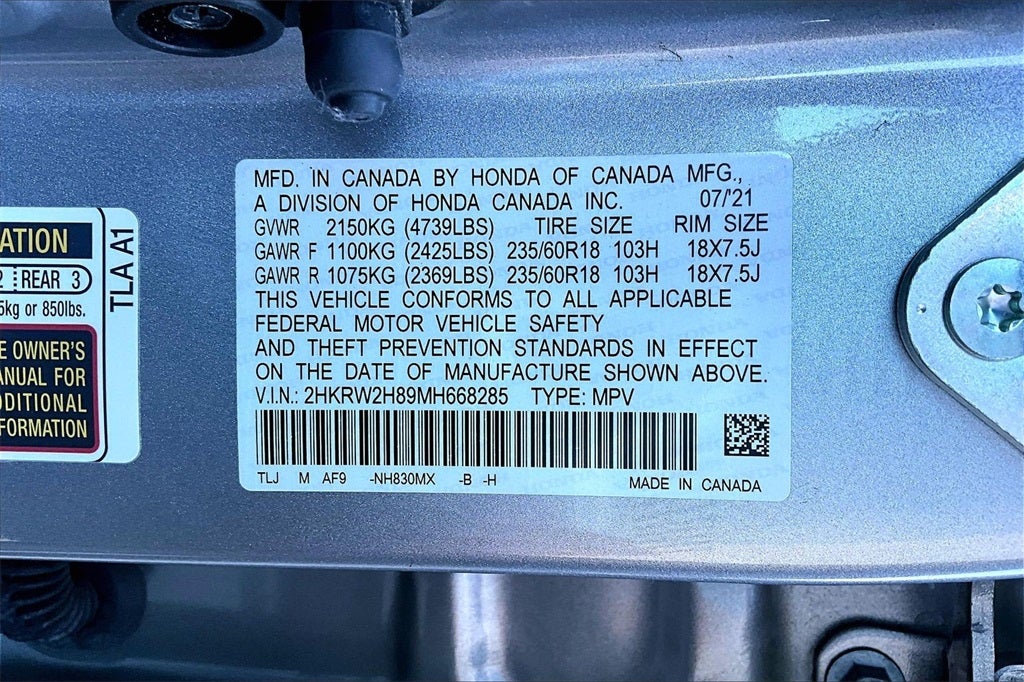 MFD. IN CANADA BY HONDA OF CANADA MFG.,
A DIVISION OF HONDA CANADA INC. 07/'21
GVWR 2150KG (4739LBS) TIRE SIZE RIM SIZE
GAWR F 1100KG (2425LBS) 235/60R18 103H 18X7.5J
GAWR R 1075KG (2369LBS) 235/60R18 103H 18X7.5J
THIS VEHICLE CONFORMS TO ALL APPLICABLE
FEDERAL MOTOR VEHICLE SAFETY
AND THEFT PREVENTION STANDARDS IN EFFECT
ON THE DATE OF MANUFACTURE SHOWN ABOVE.
V.I.N.: 2HKRW2H89MH668285 TYPE: MPV
TLJ M AF9 -NH830MX -B -H MADE IN CANADA
ATION
2 REAR 3
5kg or 850lbs.
E OWNER'S
ANUAL FOR
DDITIONAL
FORMATION
TLA A1